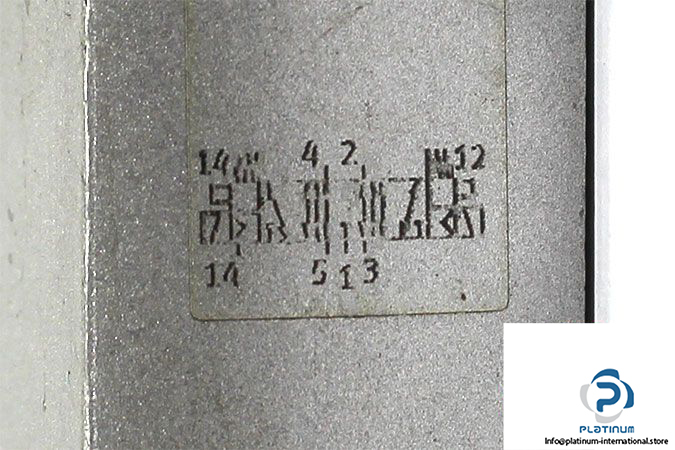 14 4 2 12
14 5 1 3
PLATINUM
Info@platinum-international.store